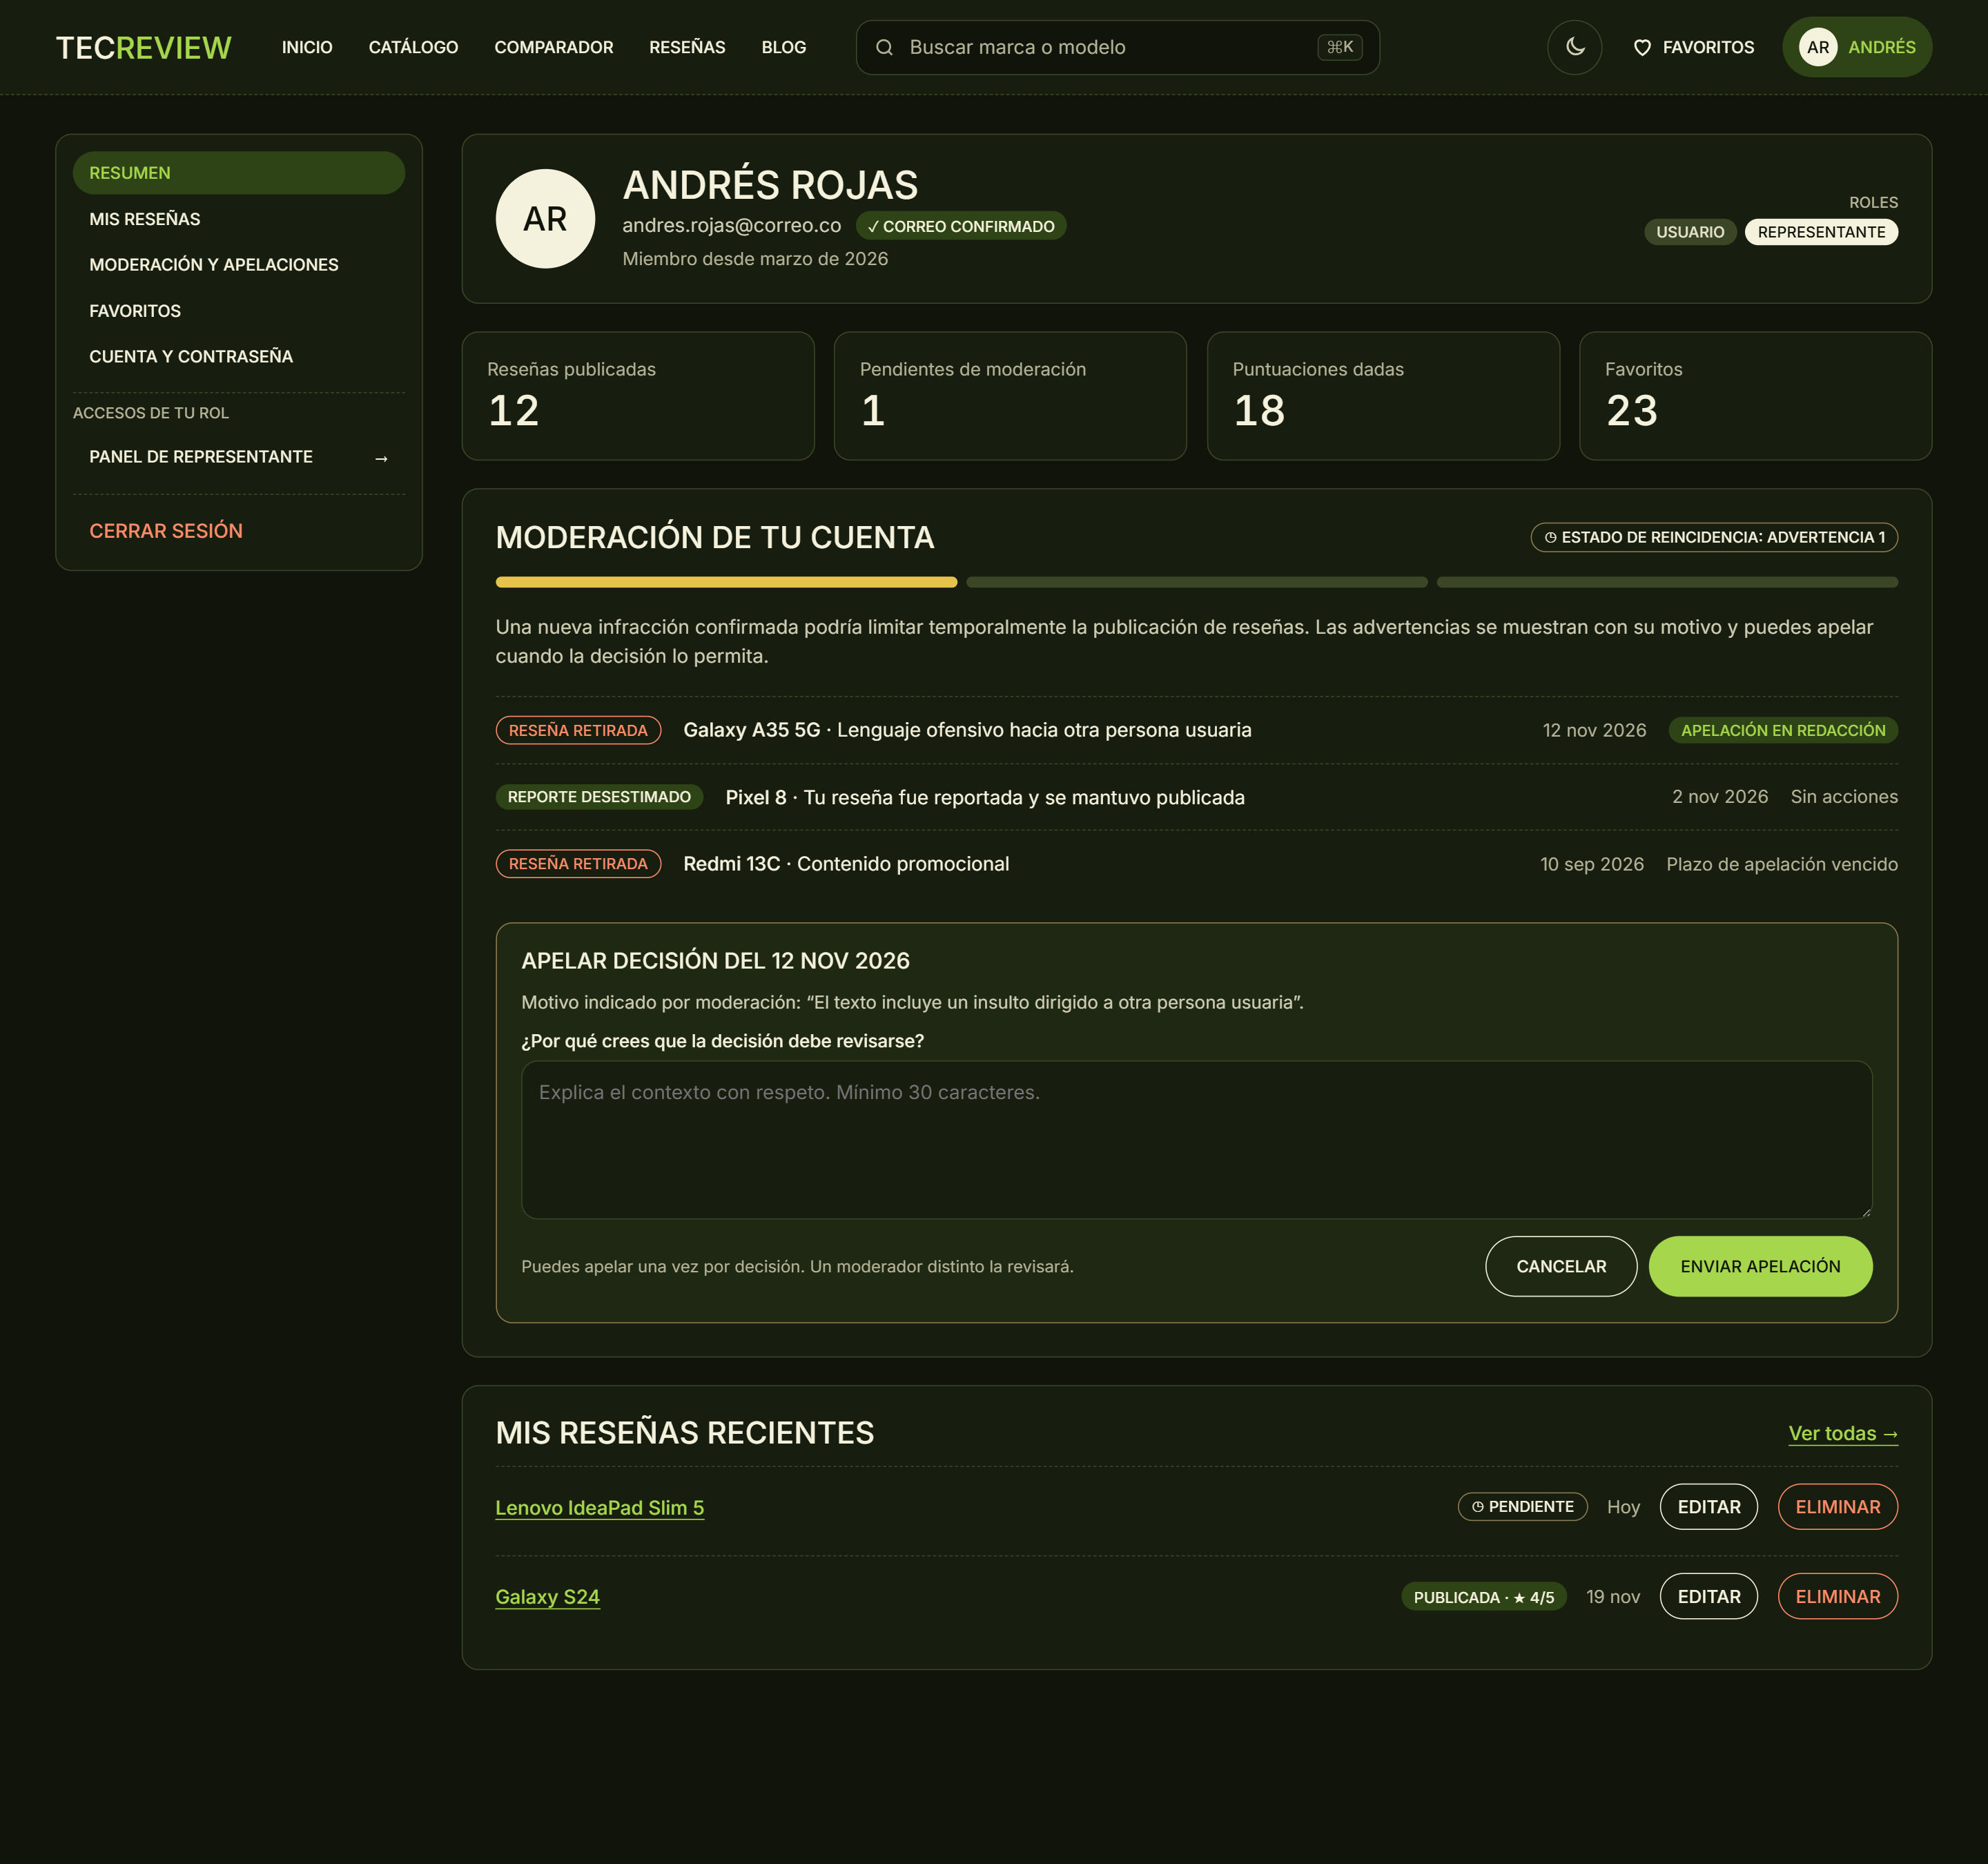 TECREVIEW
INICIO
CATÁLOGO
COMPARADOR
RESEÑAS
BLOG
Buscar marca o modelo
⌘K
FAVORITOS
AR
ANDRÉS
RESUMEN
MIS RESEÑAS
MODERACIÓN Y APELACIONES
FAVORITOS
CUENTA Y CONTRASEÑA
ACCESOS DE TU ROL
PANEL DE REPRESENTANTE →
CERRAR SESIÓN
AR
ANDRÉS ROJAS
andres.rojas@correo.co
✓ CORREO CONFIRMADO
Miembro desde marzo de 2026
ROLES
USUARIO
REPRESENTANTE
Reseñas publicadas
12
Pendientes de moderación
1
Puntuaciones dadas
18
Favoritos
23
MODERACIÓN DE TU CUENTA
◷ ESTADO DE REINCIDENCIA: ADVERTENCIA 1
Una nueva infracción confirmada podría limitar temporalmente la publicación de reseñas. Las advertencias se muestran con su motivo y puedes apelar
cuando la decisión lo permita.
RESEÑA RETIRADA
Galaxy A35 5G · Lenguaje ofensivo hacia otra persona usuaria
12 nov 2026
APELACIÓN EN REDACCIÓN
REPORTE DESESTIMADO
Pixel 8 · Tu reseña fue reportada y se mantuvo publicada
2 nov 2026
Sin acciones
RESEÑA RETIRADA
Redmi 13C · Contenido promocional
10 sep 2026
Plazo de apelación vencido
APELAR DECISIÓN DEL 12 NOV 2026
Motivo indicado por moderación: “El texto incluye un insulto dirigido a otra persona usuaria”.
¿Por qué crees que la decisión debe revisarse?
Explica el contexto con respeto. Mínimo 30 caracteres.
Puedes apelar una vez por decisión. Un moderador distinto la revisará.
CANCELAR
ENVIAR APELACIÓN
MIS RESEÑAS RECIENTES
Ver todas →
Lenovo IdeaPad Slim 5
◷ PENDIENTE
Hoy
EDITAR
ELIMINAR
Galaxy S24
PUBLICADA · ★ 4/5
19 nov
EDITAR
ELIMINAR